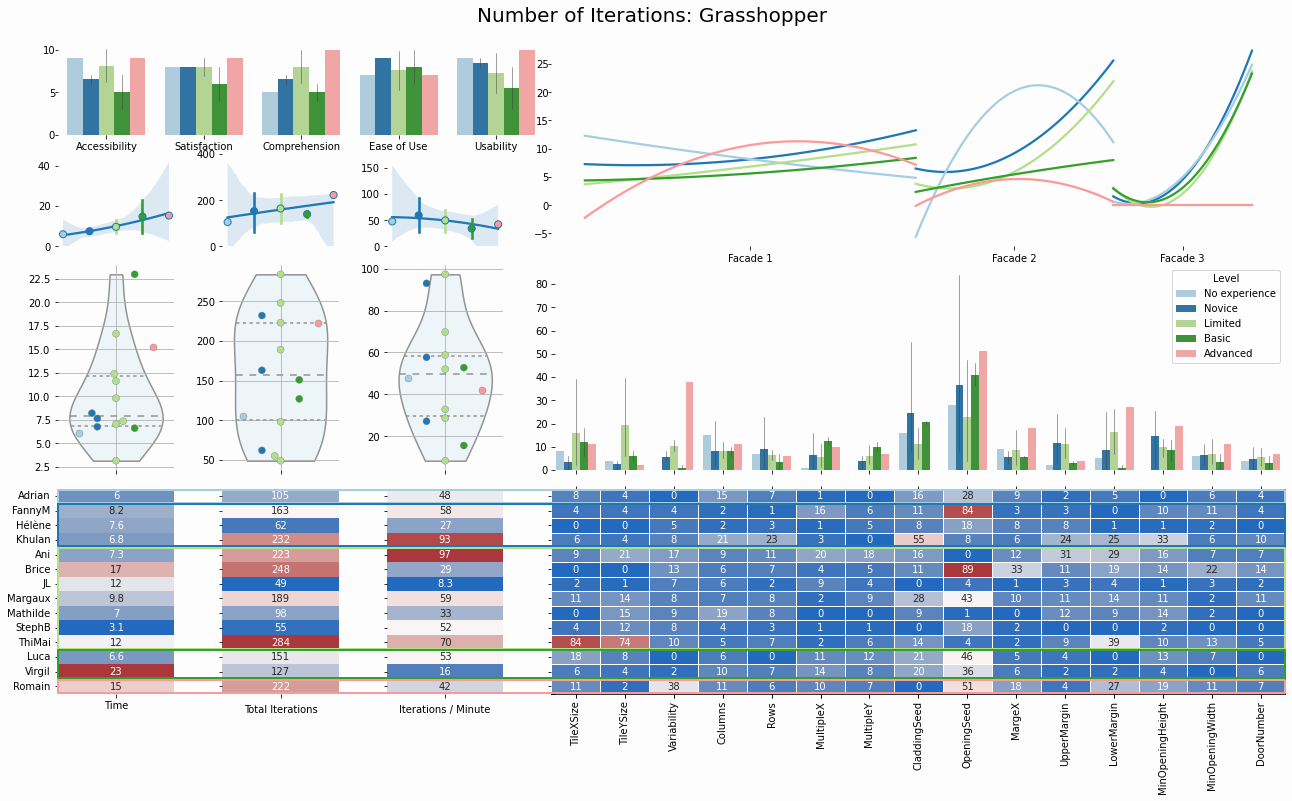 Number of Iterations: Grasshopper
10
5
0
Accessibility Satisfaction Comprehension Ease of Use Usability
40
20
0
400
200
0
150
100
50
0
25
20
15
10
5
0
−5
Facade 1 Facade 2 Facade 3
22.5
20.0
17.5
15.0
12.5
10.0
7.5
5.0
2.5
250
200
150
100
50
100
80
60
40
20
80
70
60
50
40
30
20
10
0
Level
No experience
Novice
Limited
Basic
Advanced
Adrian 6 105 48 8 4 0 15 7 1 0 16 28 9 2 5 0 6 4
FannyM 8.2 163 58 4 4 4 2 1 16 6 11 84 3 3 0 10 11 4
Hélène 7.6 62 27 0 0 5 2 3 1 5 8 18 8 8 1 1 2 0
Khulan 6.8 232 93 6 4 8 21 23 3 0 55 8 6 24 25 33 6 10
Ani 7.3 223 97 9 21 17 9 11 20 18 16 0 12 31 29 16 7 7
Brice 17 248 29 0 0 13 6 7 4 5 11 89 33 11 19 14 22 14
JL 12 49 8.3 2 1 7 6 2 9 4 0 4 1 3 4 1 3 2
Margaux 9.8 189 59 11 14 8 7 8 2 9 28 43 10 11 14 11 2 11
Mathilde 7 98 33 0 15 9 19 8 0 0 9 1 0 12 9 14 2 0
StephB 3.1 55 52 4 12 8 4 3 1 1 0 18 2 0 0 2 0 0
ThiMai 12 284 70 84 74 10 5 7 2 6 14 4 2 9 39 10 13 5
Luca 6.6 151 53 18 8 0 6 0 11 12 21 46 5 4 0 13 7 0
Virgil 23 127 16 6 4 2 10 7 14 8 20 36 6 2 2 4 0 6
Romain 15 222 42 11 2 38 11 6 10 7 0 51 18 4 27 19 11 7
Time Total Iterations Iterations / Minute
TileXSize
TileYSize
Variability
Columns
Rows
MultipleX
MultipleY
CladdingSeed
OpeningSeed
MargeX
UpperMargin
LowerMargin
MinOpeningHeight
MinOpeningWidth
DoorNumber